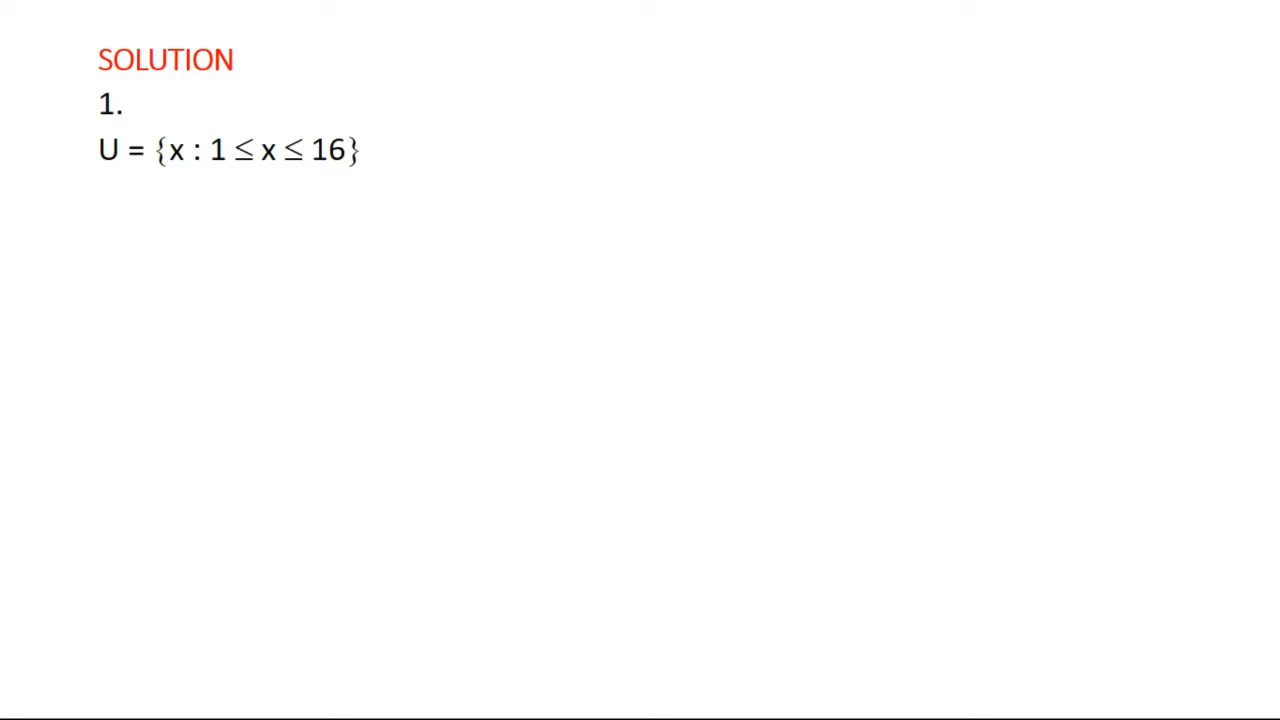 SOLUTION
1.
U = {x : 1 ≤ x ≤ 16}